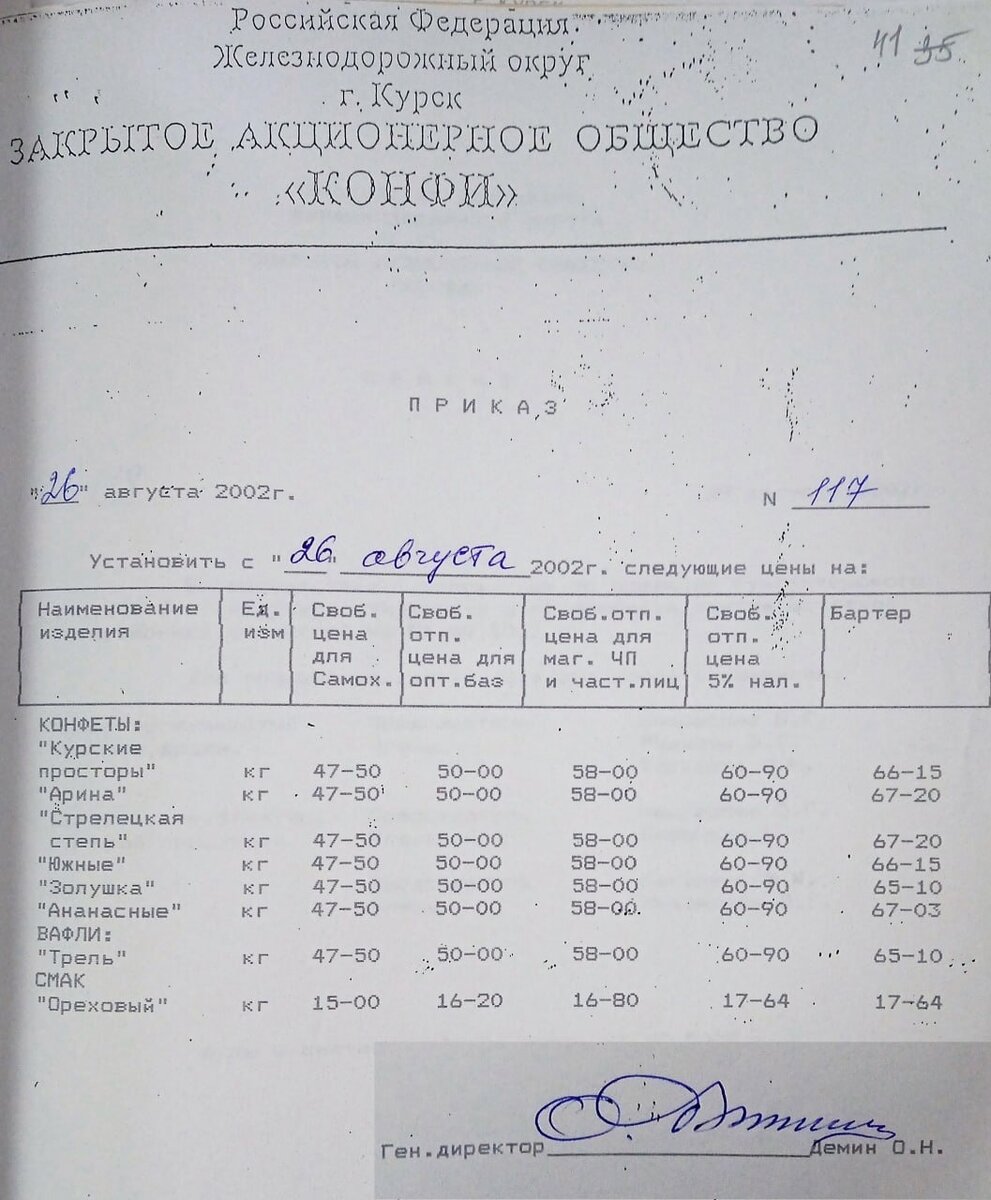 Российская Федерация
Железнодорожный округ
г. Курск
ЗАКРЫТОЕ АКЦИОНЕРНОЕ ОБЩЕСТВО
«КОНФИ»
41 35
П Р И К А З
"26" августа 2002г. N 117
Установить с "26" августа 2002г. следующие цены на:
Наименование изделия Ед. изм Своб. цена для Самох. Своб. отп. цена для опт.баз Своб.отп. цена для маг. ЧП и част.лиц Своб. отп. цена 5% нал. Бартер
КОНФЕТЫ:
"Курские
просторы" кг 47-50 50-00 58-00 60-90 66-15
"Арина" кг 47-50 50-00 58-00 60-90 67-20
"Стрелецкая
степь" кг 47-50 50-00 58-00 60-90 67-20
"Южные" кг 47-50 50-00 58-00 60-90 66-15
"Золушка" кг 47-50 50-00 58-00 60-90 65-10
"Ананасные" кг 47-50 50-00 58-00 60-90 67-03
ВАФЛИ:
"Трель" кг 47-50 50-00 58-00 60-90 65-10
СМАК
"Ореховый" кг 15-00 16-20 16-80 17-64 17-64
Ген.директор Демин О.Н.